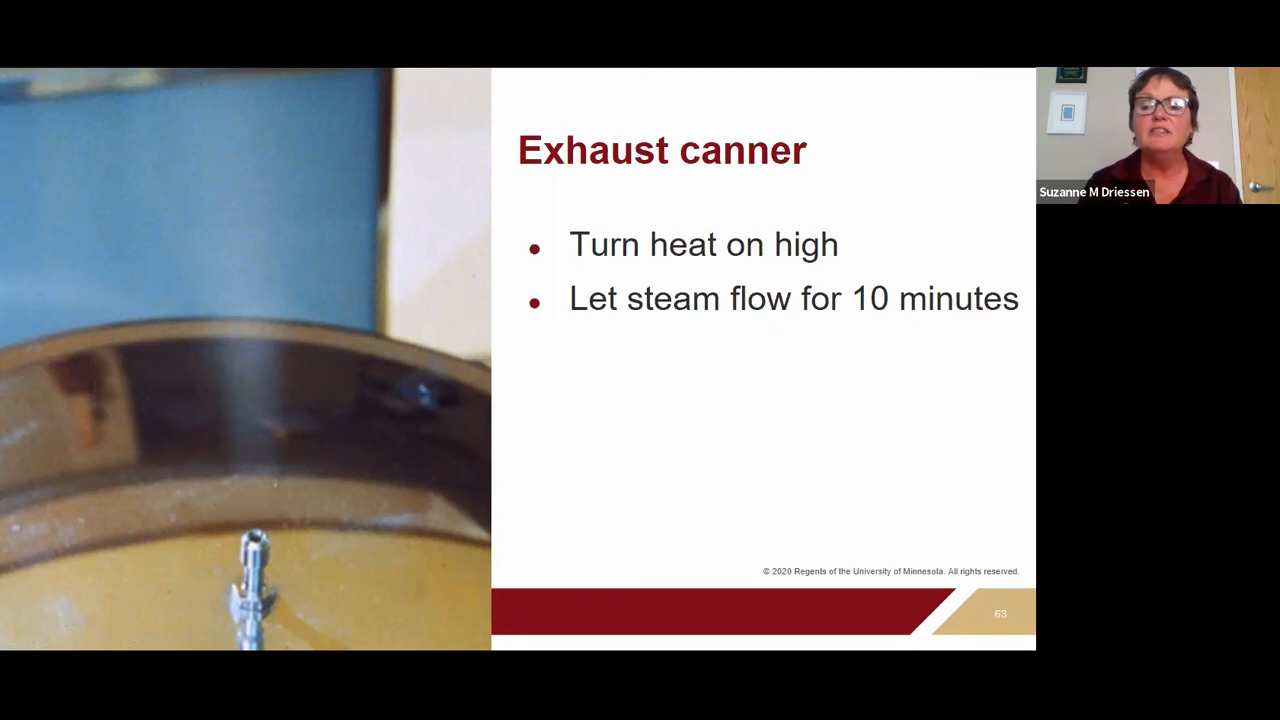 Exhaust canner
• Turn heat on high
• Let steam flow for 10 minutes
© 2020 Regents of the University of Minnesota. All rights reserved.
63
Suzanne M Driessen